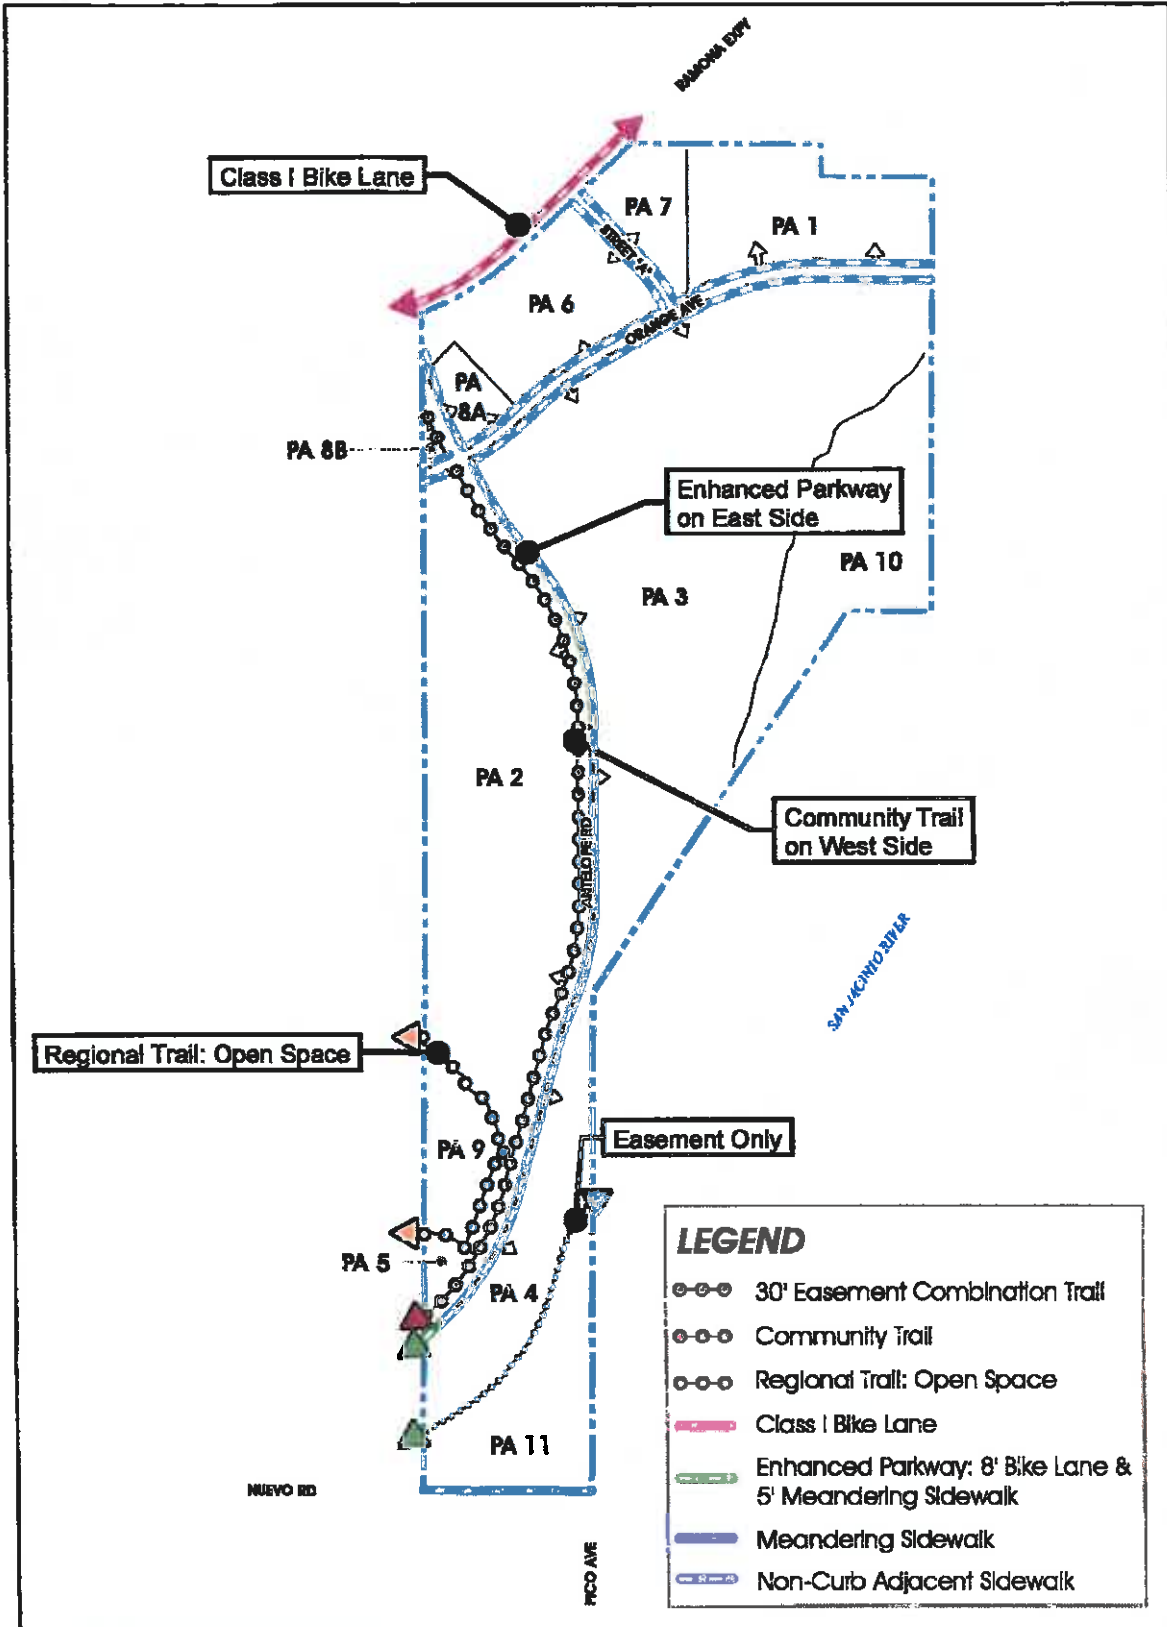 RAMONA EXPY
Class I Bike Lane
PA 7
PA 1
STREET "A"
PA 6
ORANGE AVE
PA
8A
PA 8B
Enhanced Parkway
on East Side
PA 10
PA 3
PA 2
Community Trail
on West Side
ANTELOPE RD
SAN JACINTO RIVER
Regional Trail: Open Space
Easement Only
PA 9
PA 5
PA 4
PA 11
NUEVO RD
PICO AVE
LEGEND
30' Easement Combination Trail
Community Trail
Regional Trail: Open Space
Class I Bike Lane
Enhanced Parkway: 8' Bike Lane &
5' Meandering Sidewalk
Meandering Sidewalk
Non-Curb Adjacent Sidewalk